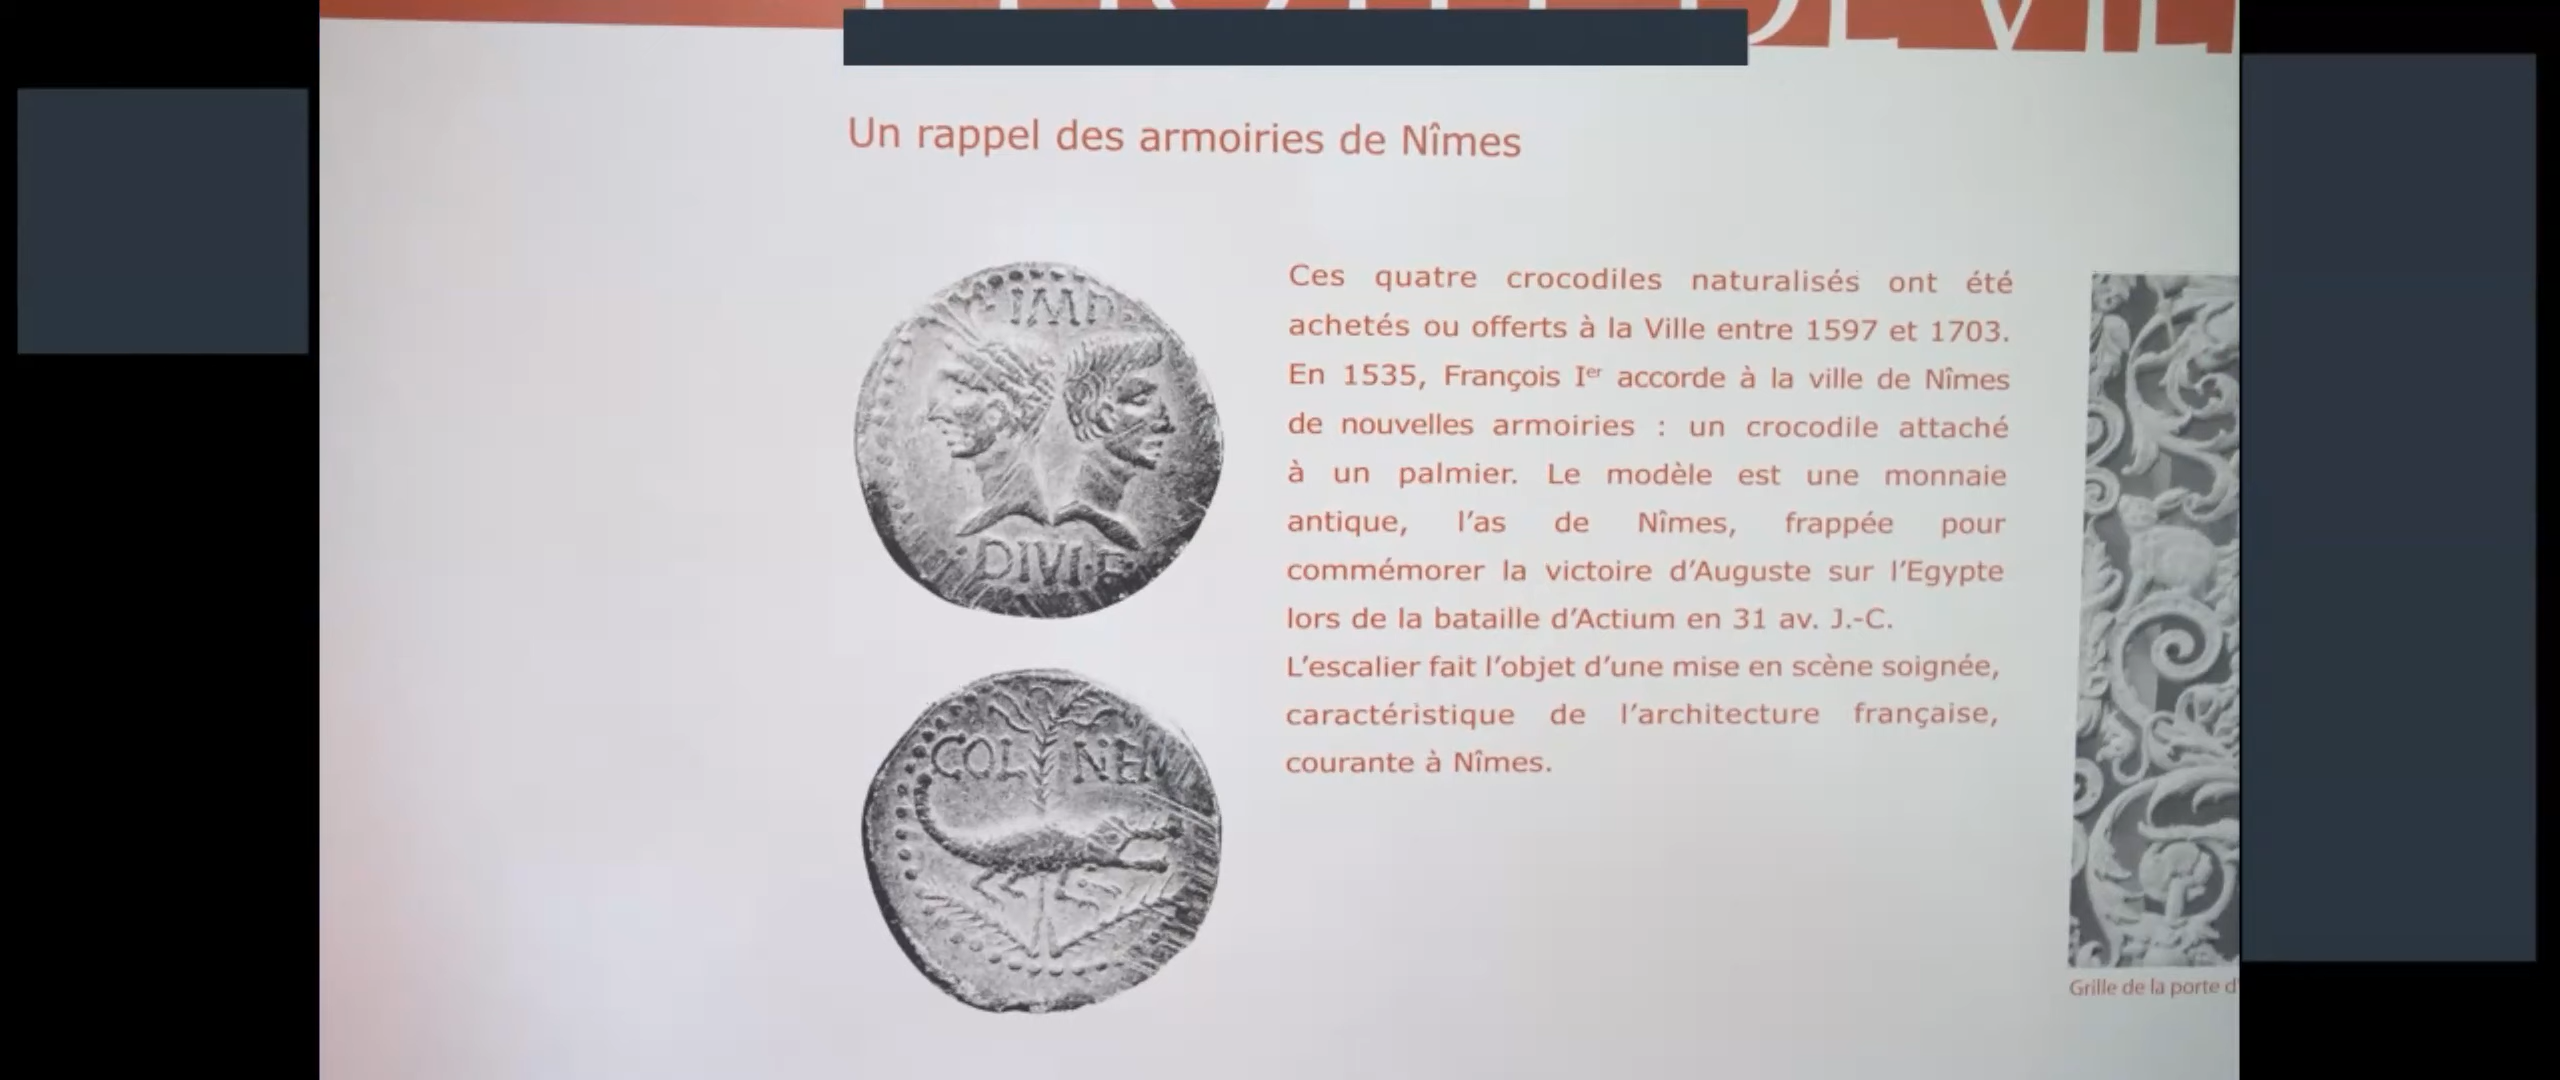 DE VIL
Un rappel des armoiries de Nîmes
IMP
DIVI F
COL NEM
Ces quatre crocodiles naturalisés ont été
achetés ou offerts à la Ville entre 1597 et 1703.
En 1535, François Iᵉʳ accorde à la ville de Nîmes
de nouvelles armoiries : un crocodile attaché
à un palmier. Le modèle est une monnaie
antique, l’as de Nîmes, frappée pour
commémorer la victoire d’Auguste sur l’Egypte
lors de la bataille d’Actium en 31 av. J.-C.
L’escalier fait l’objet d’une mise en scène soignée,
caractéristique de l’architecture française,
courante à Nîmes.
Grille de la porte d'